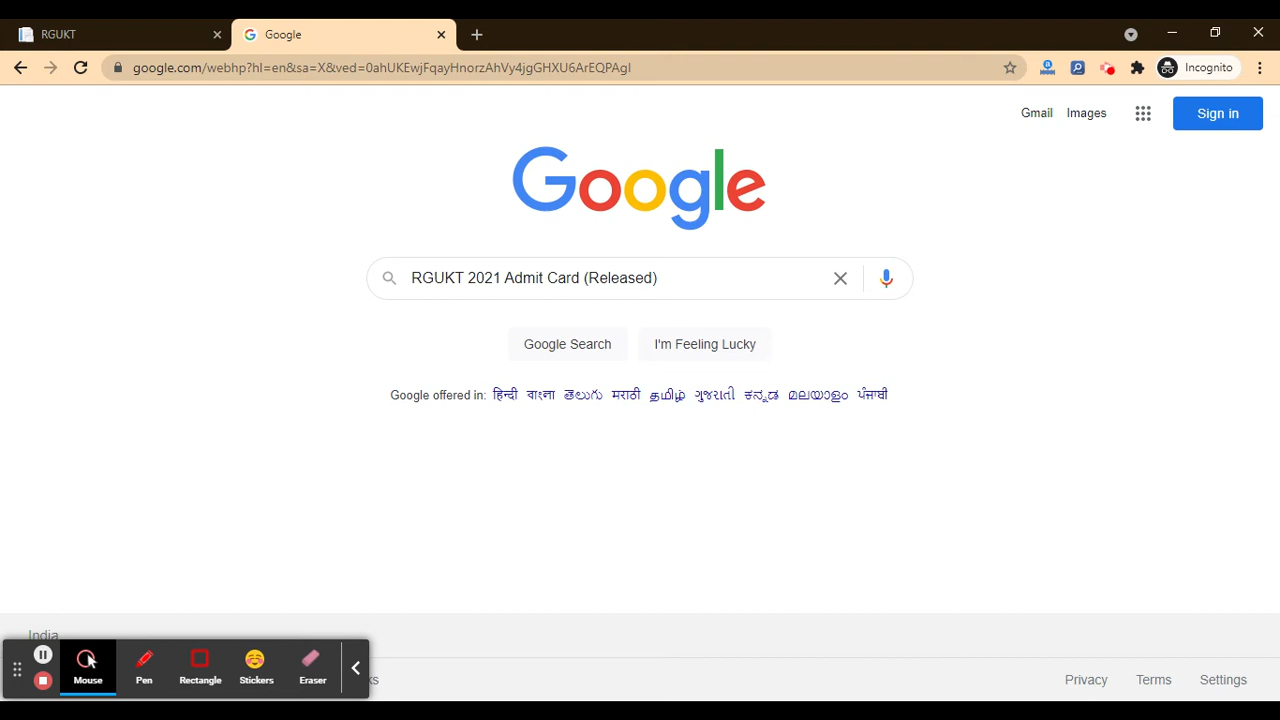 RGUKT
Google
google.com/webhp?hl=en&sa=X&ved=0ahUKEwjFqayHnorzAhVy4jgGHXU6ArEQPAgI
Incognito
Gmail Images Sign in
Google
RGUKT 2021 Admit Card (Released)
Google Search I'm Feeling Lucky
Google offered in: हिन्दी বাংলা తెలుగు मराठी தமிழ் ગુજરાતી ಕನ್ನಡ മലയാളം ਪੰਜਾਬੀ
India
Mouse Pen Rectangle Stickers Eraser
Privacy Terms Settings